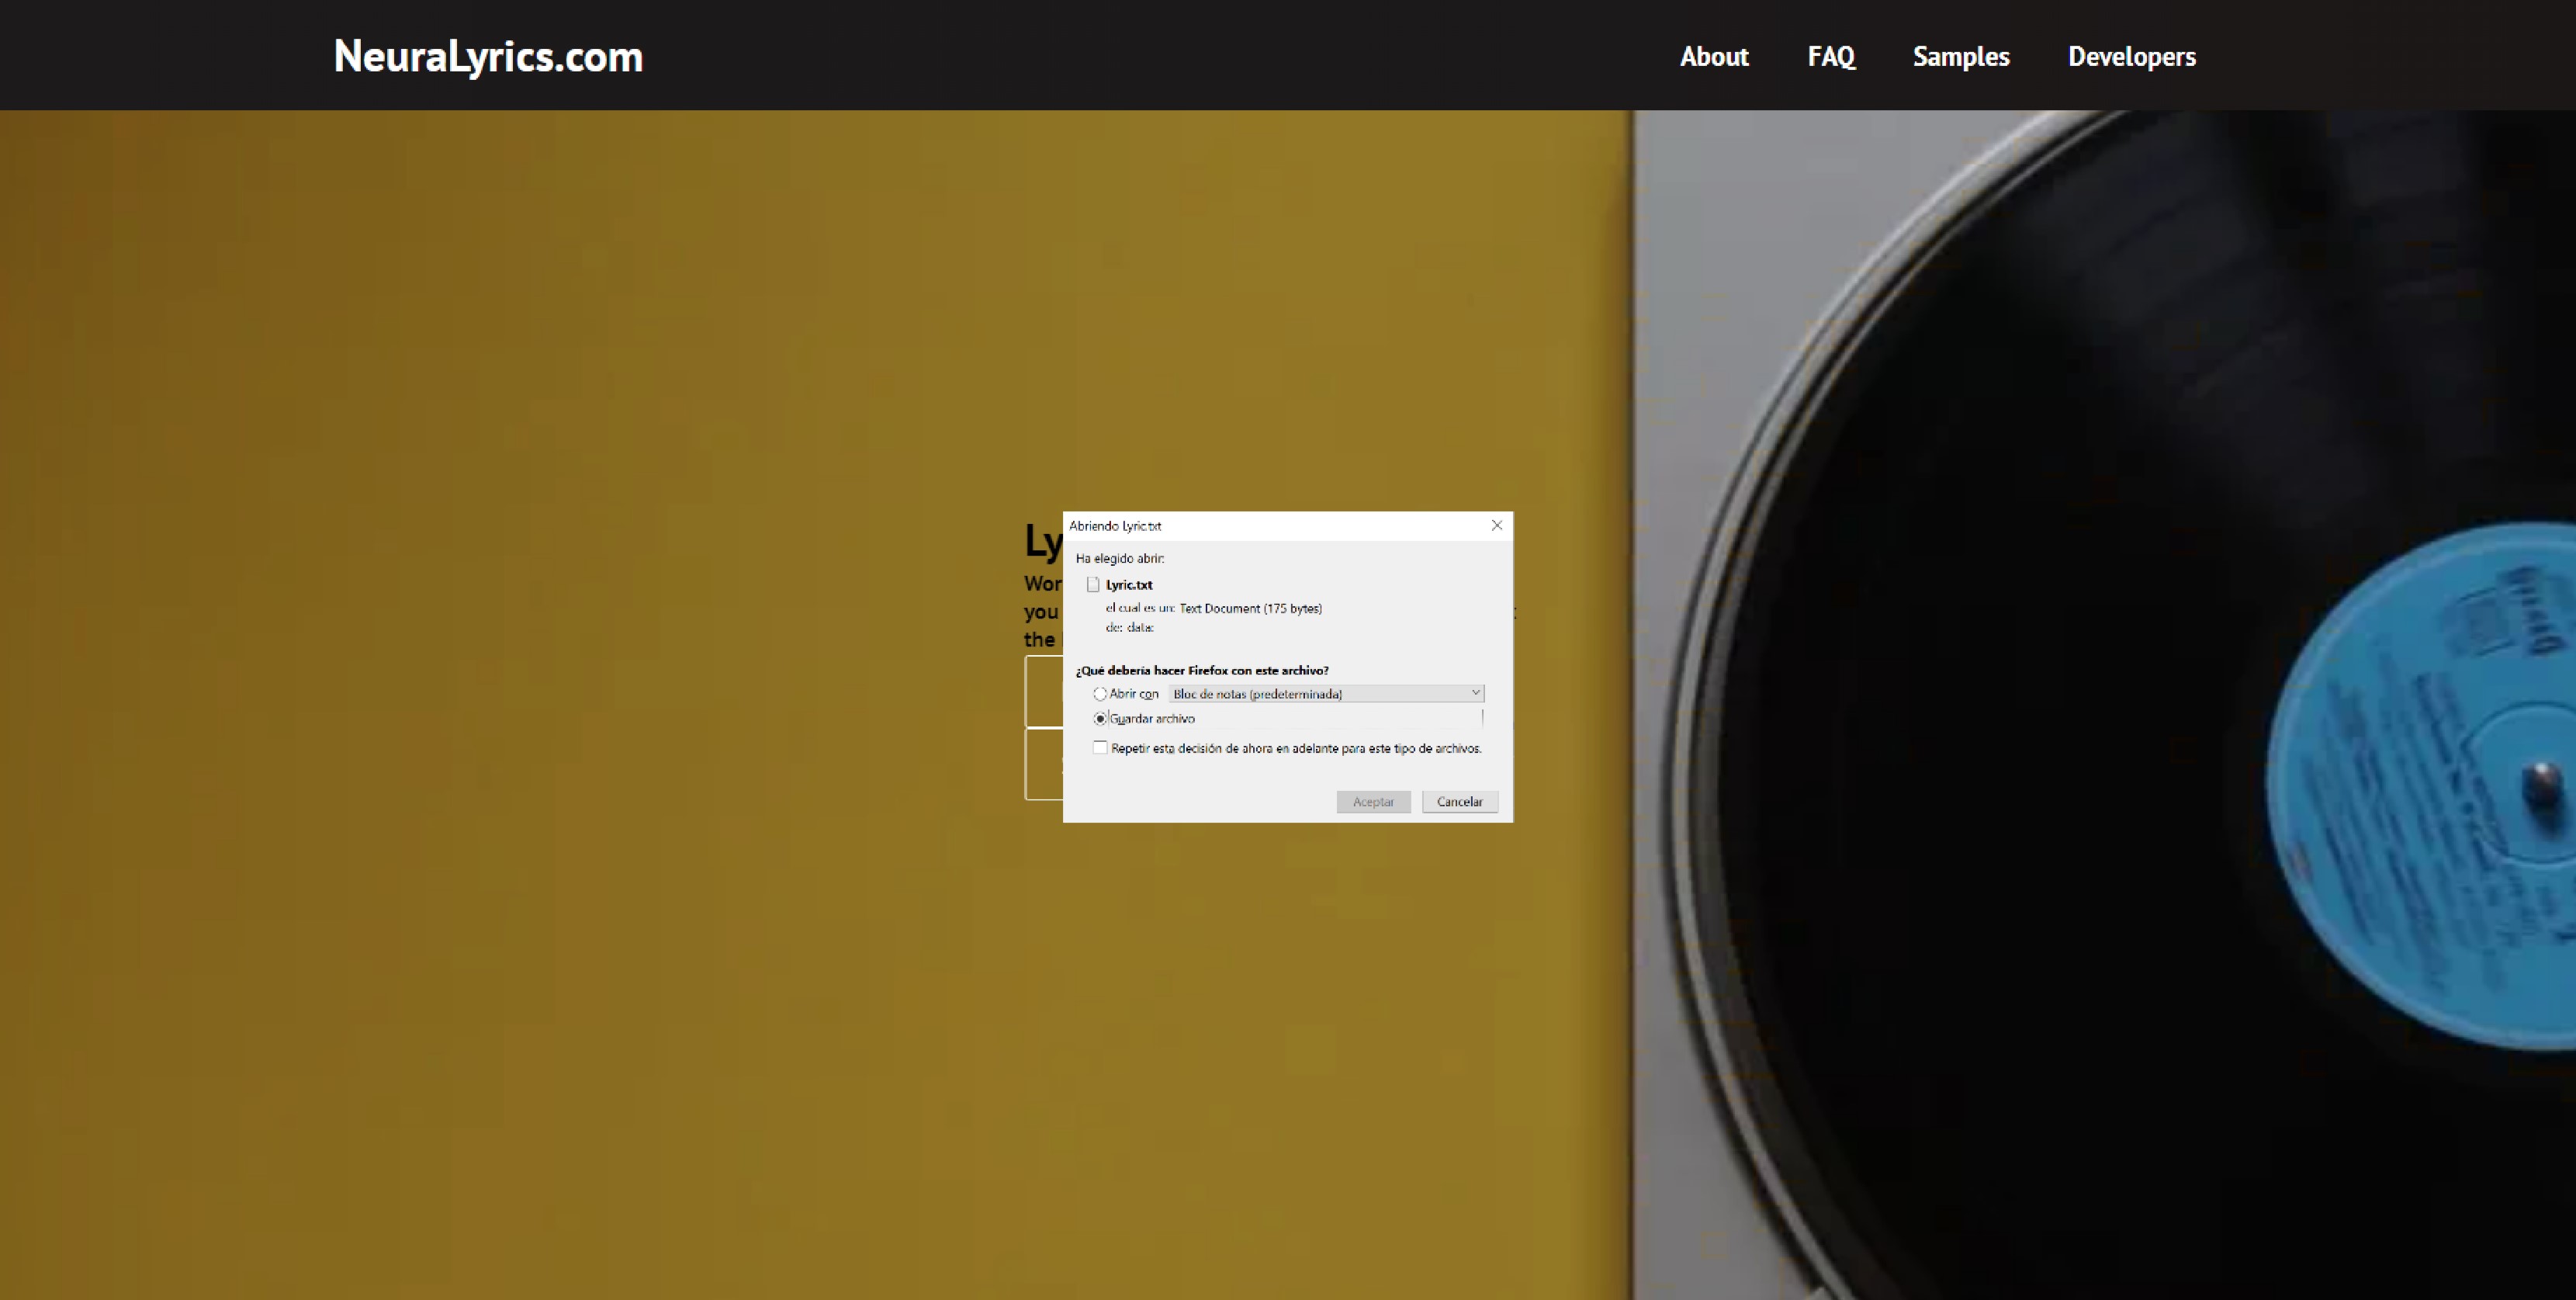 NeuraLyrics.com
About FAQ Samples Developers
Abriendo Lyric.txt
Ha elegido abrir:
Lyric.txt
el cual es un: Text Document (175 bytes)
de: data:
¿Qué debería hacer Firefox con este archivo?
Abrir con Bloc de notas (predeterminada)
Guardar archivo
Repetir esta decisión de ahora en adelante para este tipo de archivos.
Aceptar Cancelar
Ly
Wor
you
the